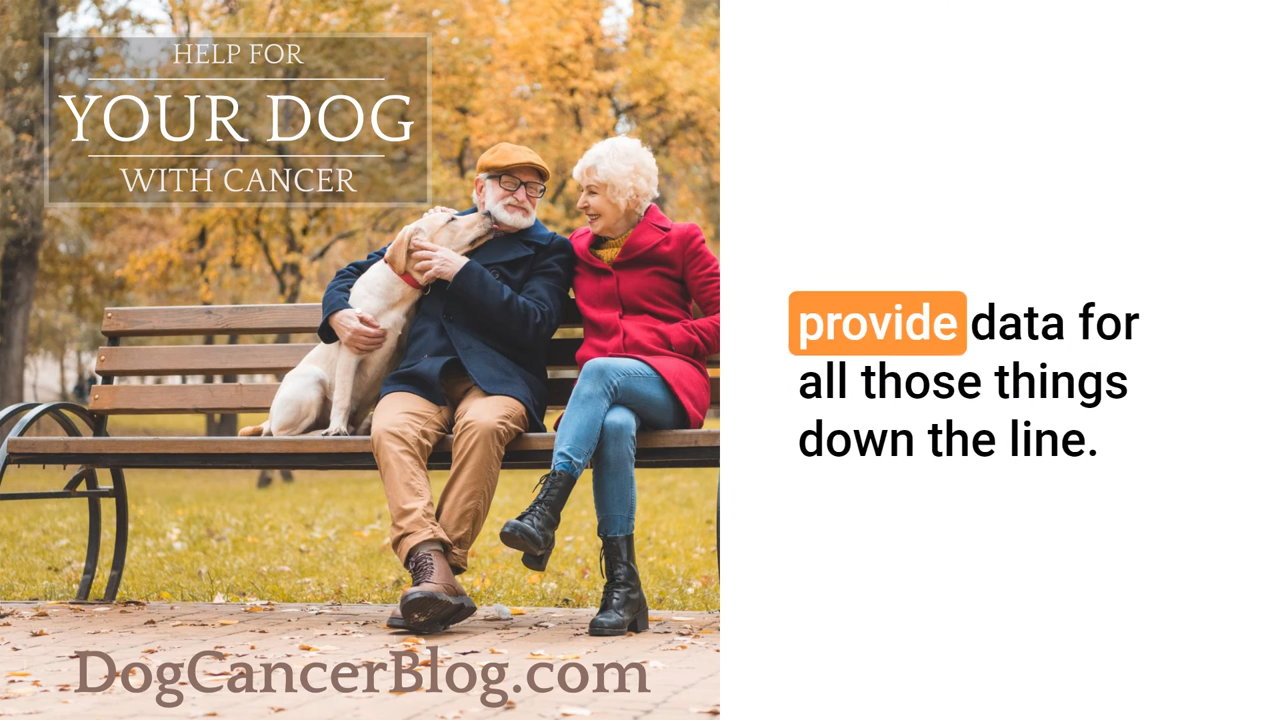 HELP FOR
YOUR DOG
WITH CANCER
DogCancerBlog.com
provide data for
all those things
down the line.